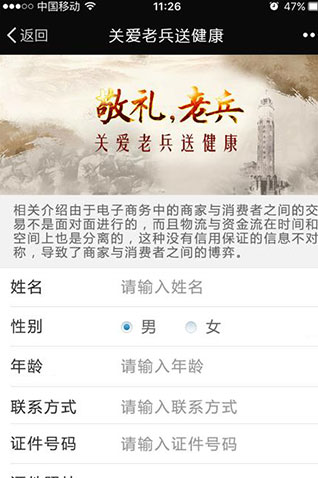 中国移动 11:26
返回 关爱老兵送健康
敬礼,老兵
关爱老兵送健康
相关介绍由于电子商务中的商家与消费者之间的交
易不是面对面进行的,而且物流与资金流在时间和
空间上也是分离的,这种没有信用保证的信息不对
称,导致了商家与消费者之间的博弈。
姓名 请输入姓名
性别 男 女
年龄 请输入年龄
联系方式 请输入联系方式
证件号码 请输入证件号码